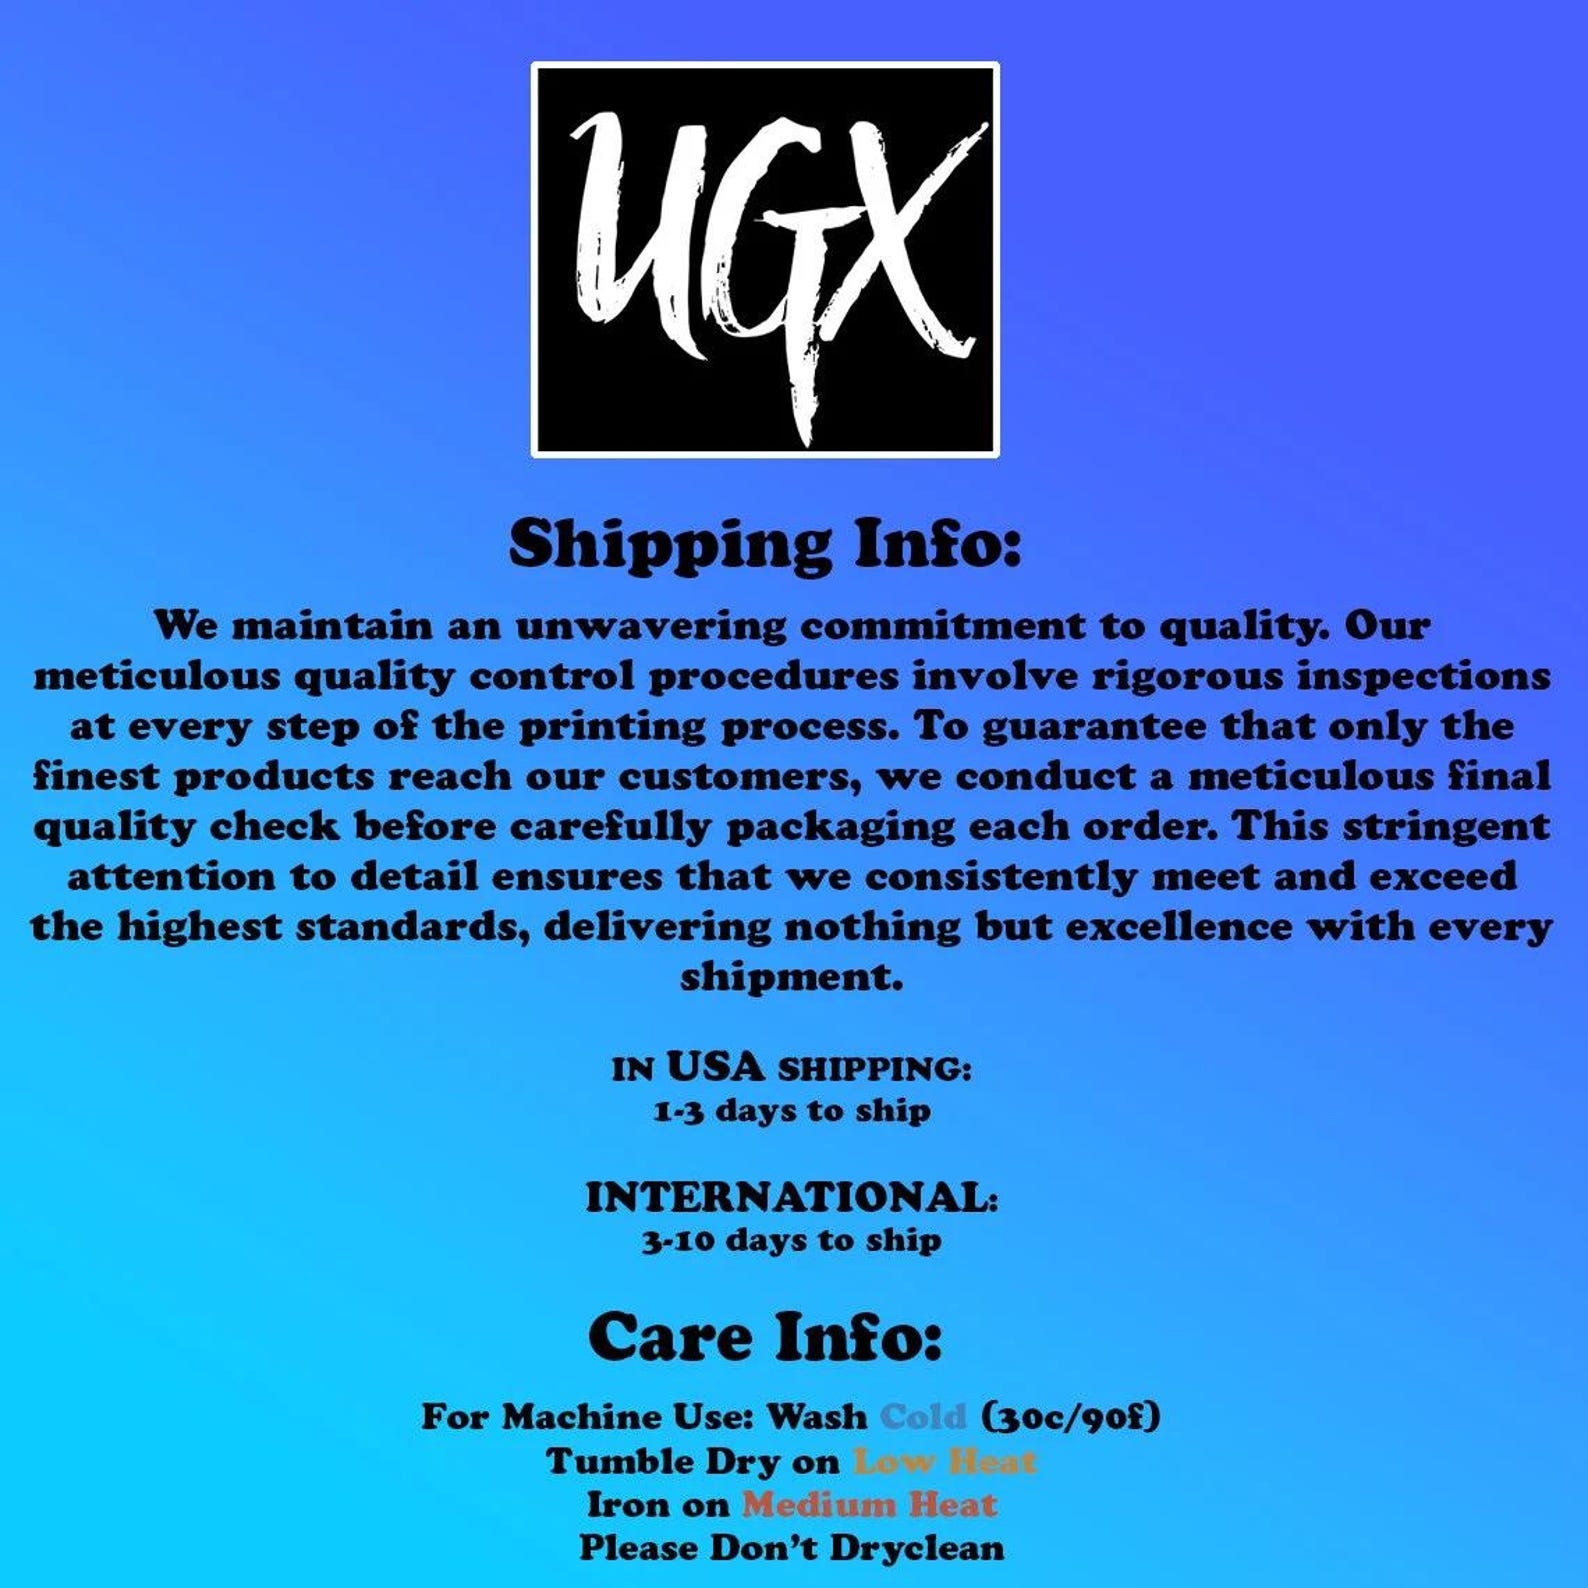 UGX
Shipping Info:
We maintain an unwavering commitment to quality. Our
meticulous quality control procedures involve rigorous inspections
at every step of the printing process. To guarantee that only the
finest products reach our customers, we conduct a meticulous final
quality check before carefully packaging each order. This stringent
attention to detail ensures that we consistently meet and exceed
the highest standards, delivering nothing but excellence with every
shipment.
IN USA SHIPPING:
1-3 days to ship
INTERNATIONAL:
3-10 days to ship
Care Info:
For Machine Use: Wash Cold (30c/90f)
Tumble Dry on Low Heat
Iron on Medium Heat
Please Don't Dryclean